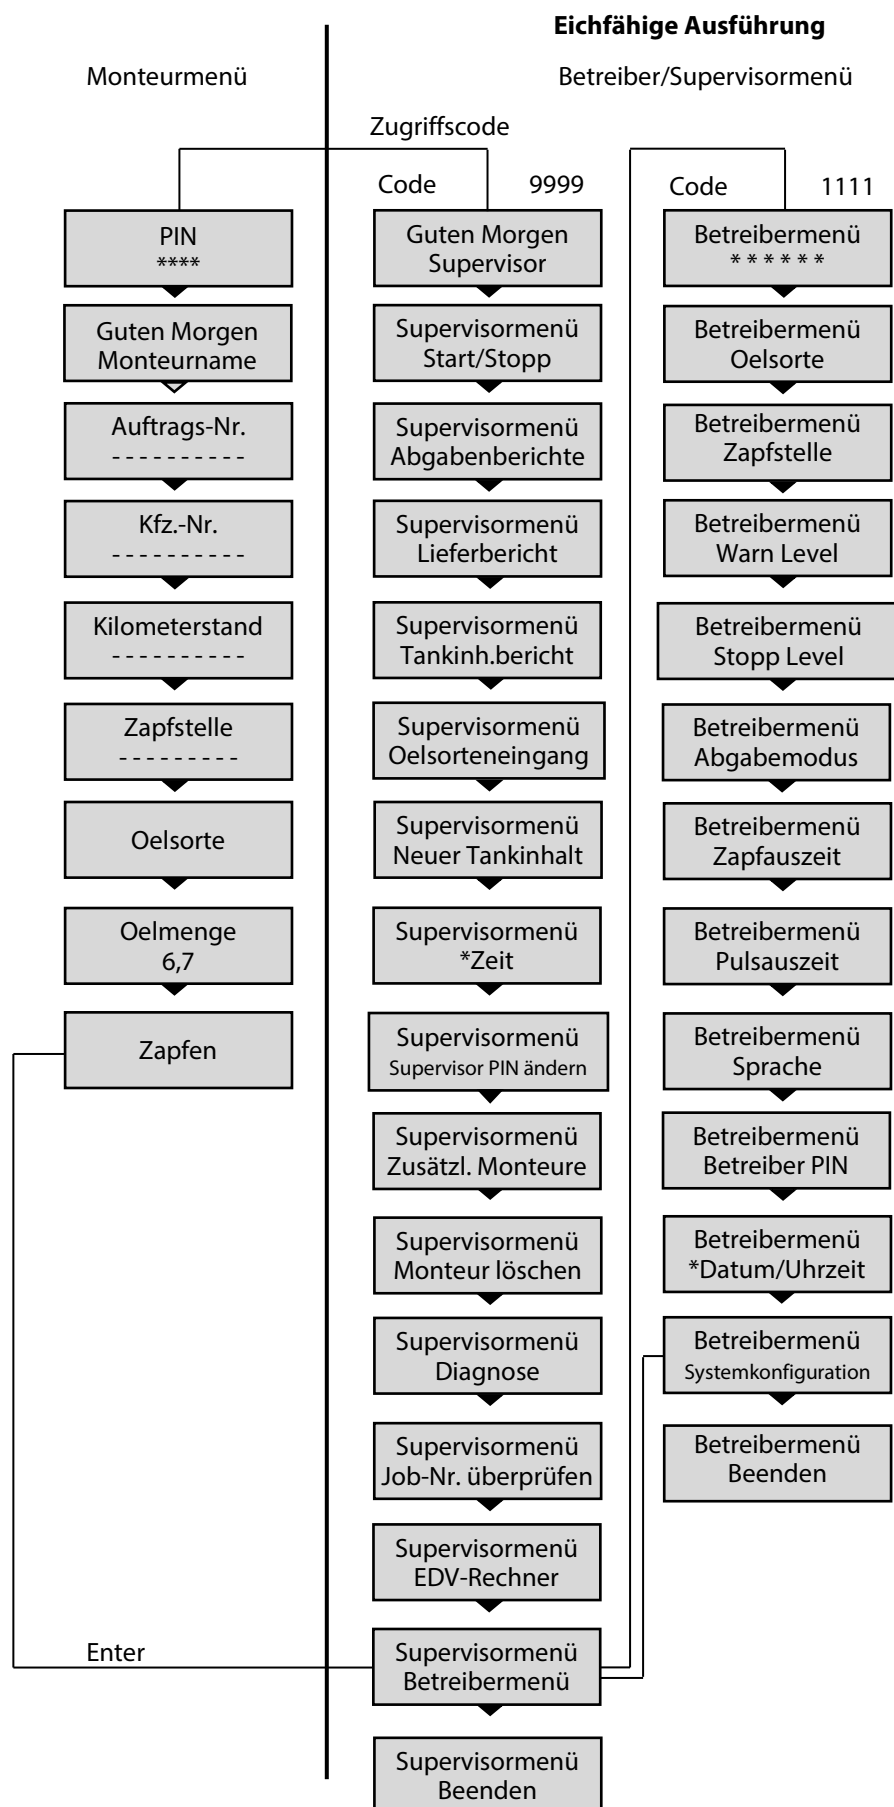 Eichfähige Ausführung
Monteurmenü
Betreiber/Supervisormenü
Zugriffscode
PIN
****
Guten Morgen
Monteurname
Auftrags-Nr.
- - - - - - - - - -
Kfz.-Nr.
- - - - - - - - - -
Kilometerstand
- - - - - - - - - -
Zapfstelle
- - - - - - - - -
Oelsorte
Oelmenge
6,7
Zapfen
Enter
Code 9999
Guten Morgen
Supervisor
Supervisormenü
Start/Stopp
Supervisormenü
Abgabenberichte
Supervisormenü
Lieferbericht
Supervisormenü
Tankinh.bericht
Supervisormenü
Oelsorteneingang
Supervisormenü
Neuer Tankinhalt
Supervisormenü
*Zeit
Supervisormenü
Supervisor PIN ändern
Supervisormenü
Zusätzl. Monteure
Supervisormenü
Monteur löschen
Supervisormenü
Diagnose
Supervisormenü
Job-Nr. überprüfen
Supervisormenü
EDV-Rechner
Supervisormenü
Betreibermenü
Supervisormenü
Beenden
Code 1111
Betreibermenü
* * * * * *
Betreibermenü
Oelsorte
Betreibermenü
Zapfstelle
Betreibermenü
Warn Level
Betreibermenü
Stopp Level
Betreibermenü
Abgabemodus
Betreibermenü
Zapfauszeit
Betreibermenü
Pulsauszeit
Betreibermenü
Sprache
Betreibermenü
Betreiber PIN
Betreibermenü
*Datum/Uhrzeit
Betreibermenü
Systemkonfiguration
Betreibermenü
Beenden